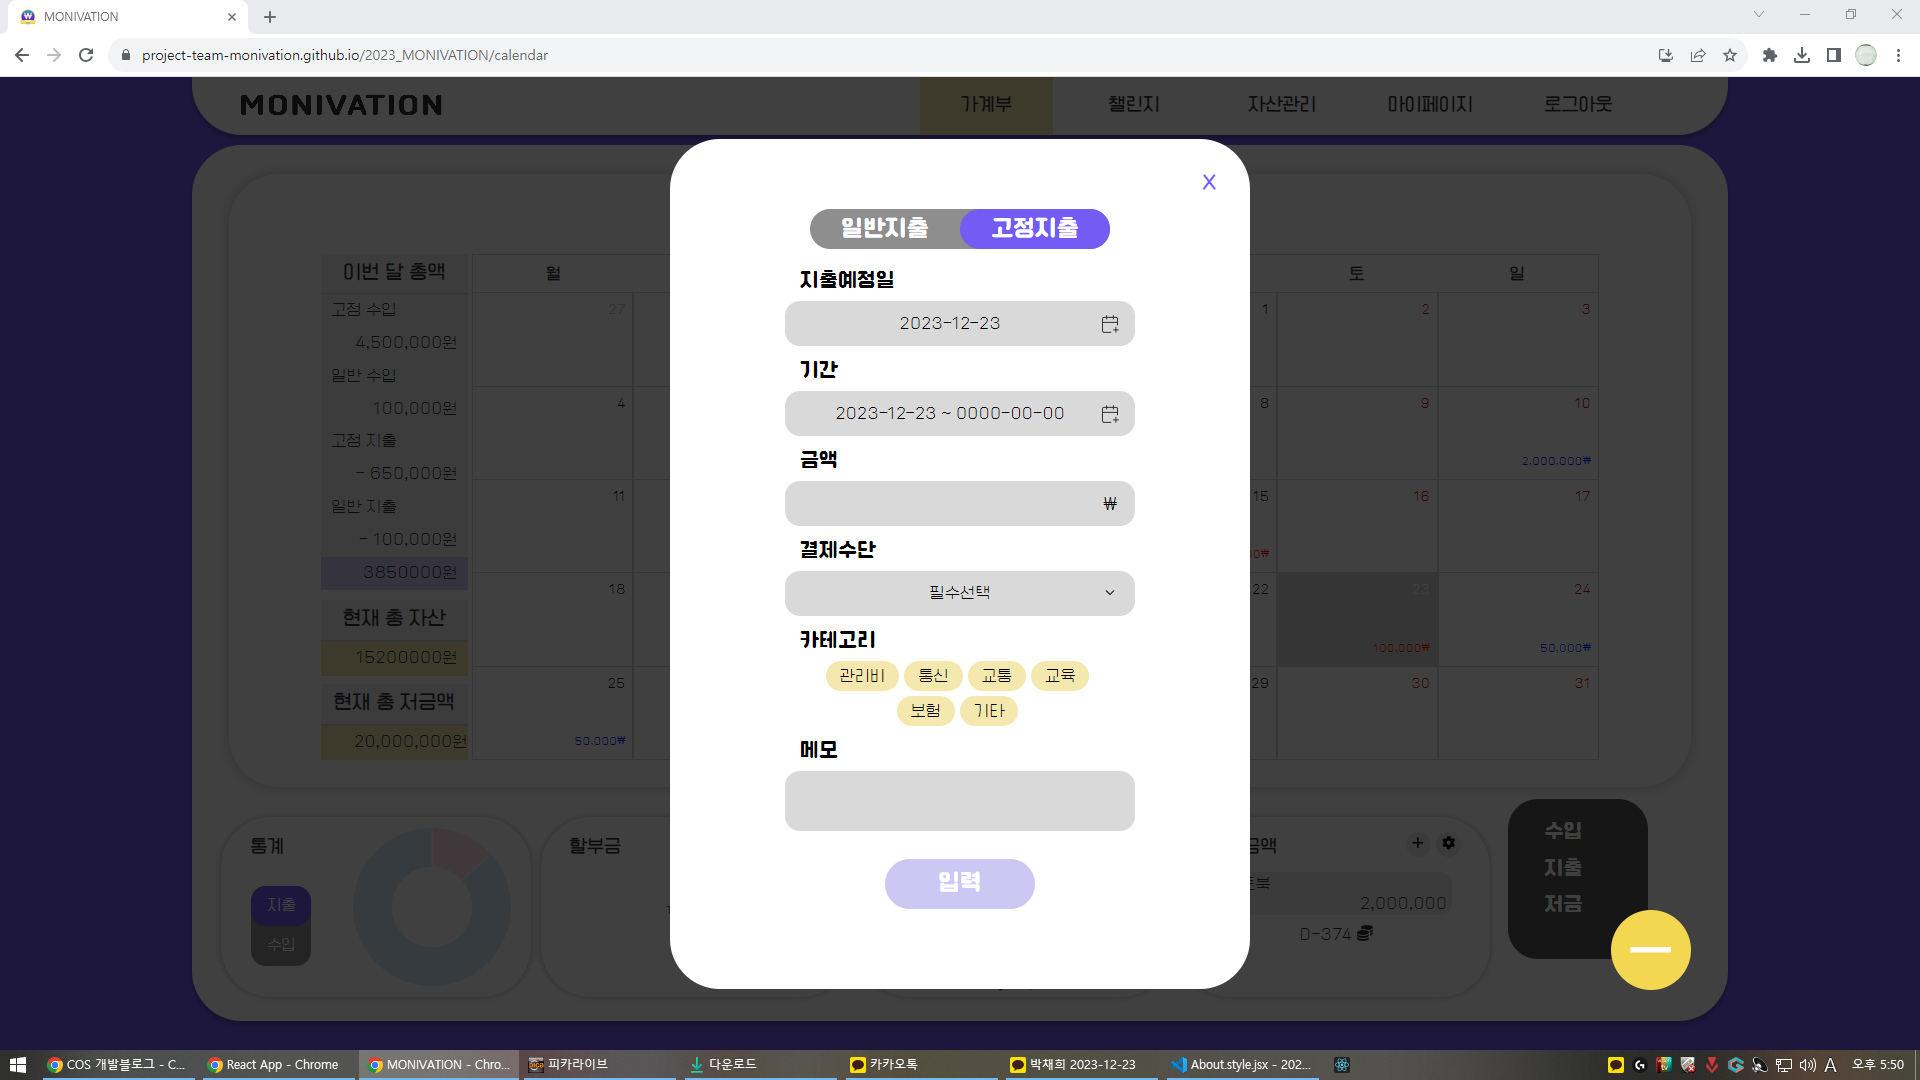 MONIVATION
project-team-monivation.github.io/2023_MONIVATION/calendar
MONIVATION
가계부
챌린지
자산관리
마이페이지
로그아웃
X
일반지출
고정지출
지출예정일
2023-12-23
기간
2023-12-23 ~ 0000-00-00
금액
₩
결제수단
필수선택
카테고리
관리비 통신 교통 교육
보험 기타
메모
입력
이번 달 총액
고정 수입
4,500,000원
일반 수입
100,000원
고정 지출
- 650,000원
일반 지출
- 100,000원
3850000원
현재 총 자산
15200000원
현재 총 저금액
20,000,000원
월
토
일
27
1
2
3
4
8
9
10
2,000,000₩
11
15
16
17
0₩
18
22
23
24
100,000₩
50,000₩
25
29
30
31
50,000₩
통계
지출
수입
할부금
금액
북
2,000,000
D-374
수입
지출
저금
COS 개발블로그 - C...
React App - Chrome
MONIVATION - Chro...
피카라이브
다운로드
카카오톡
박채희 2023-12-23
About.style.jsx - 202...
A
오후 5:50